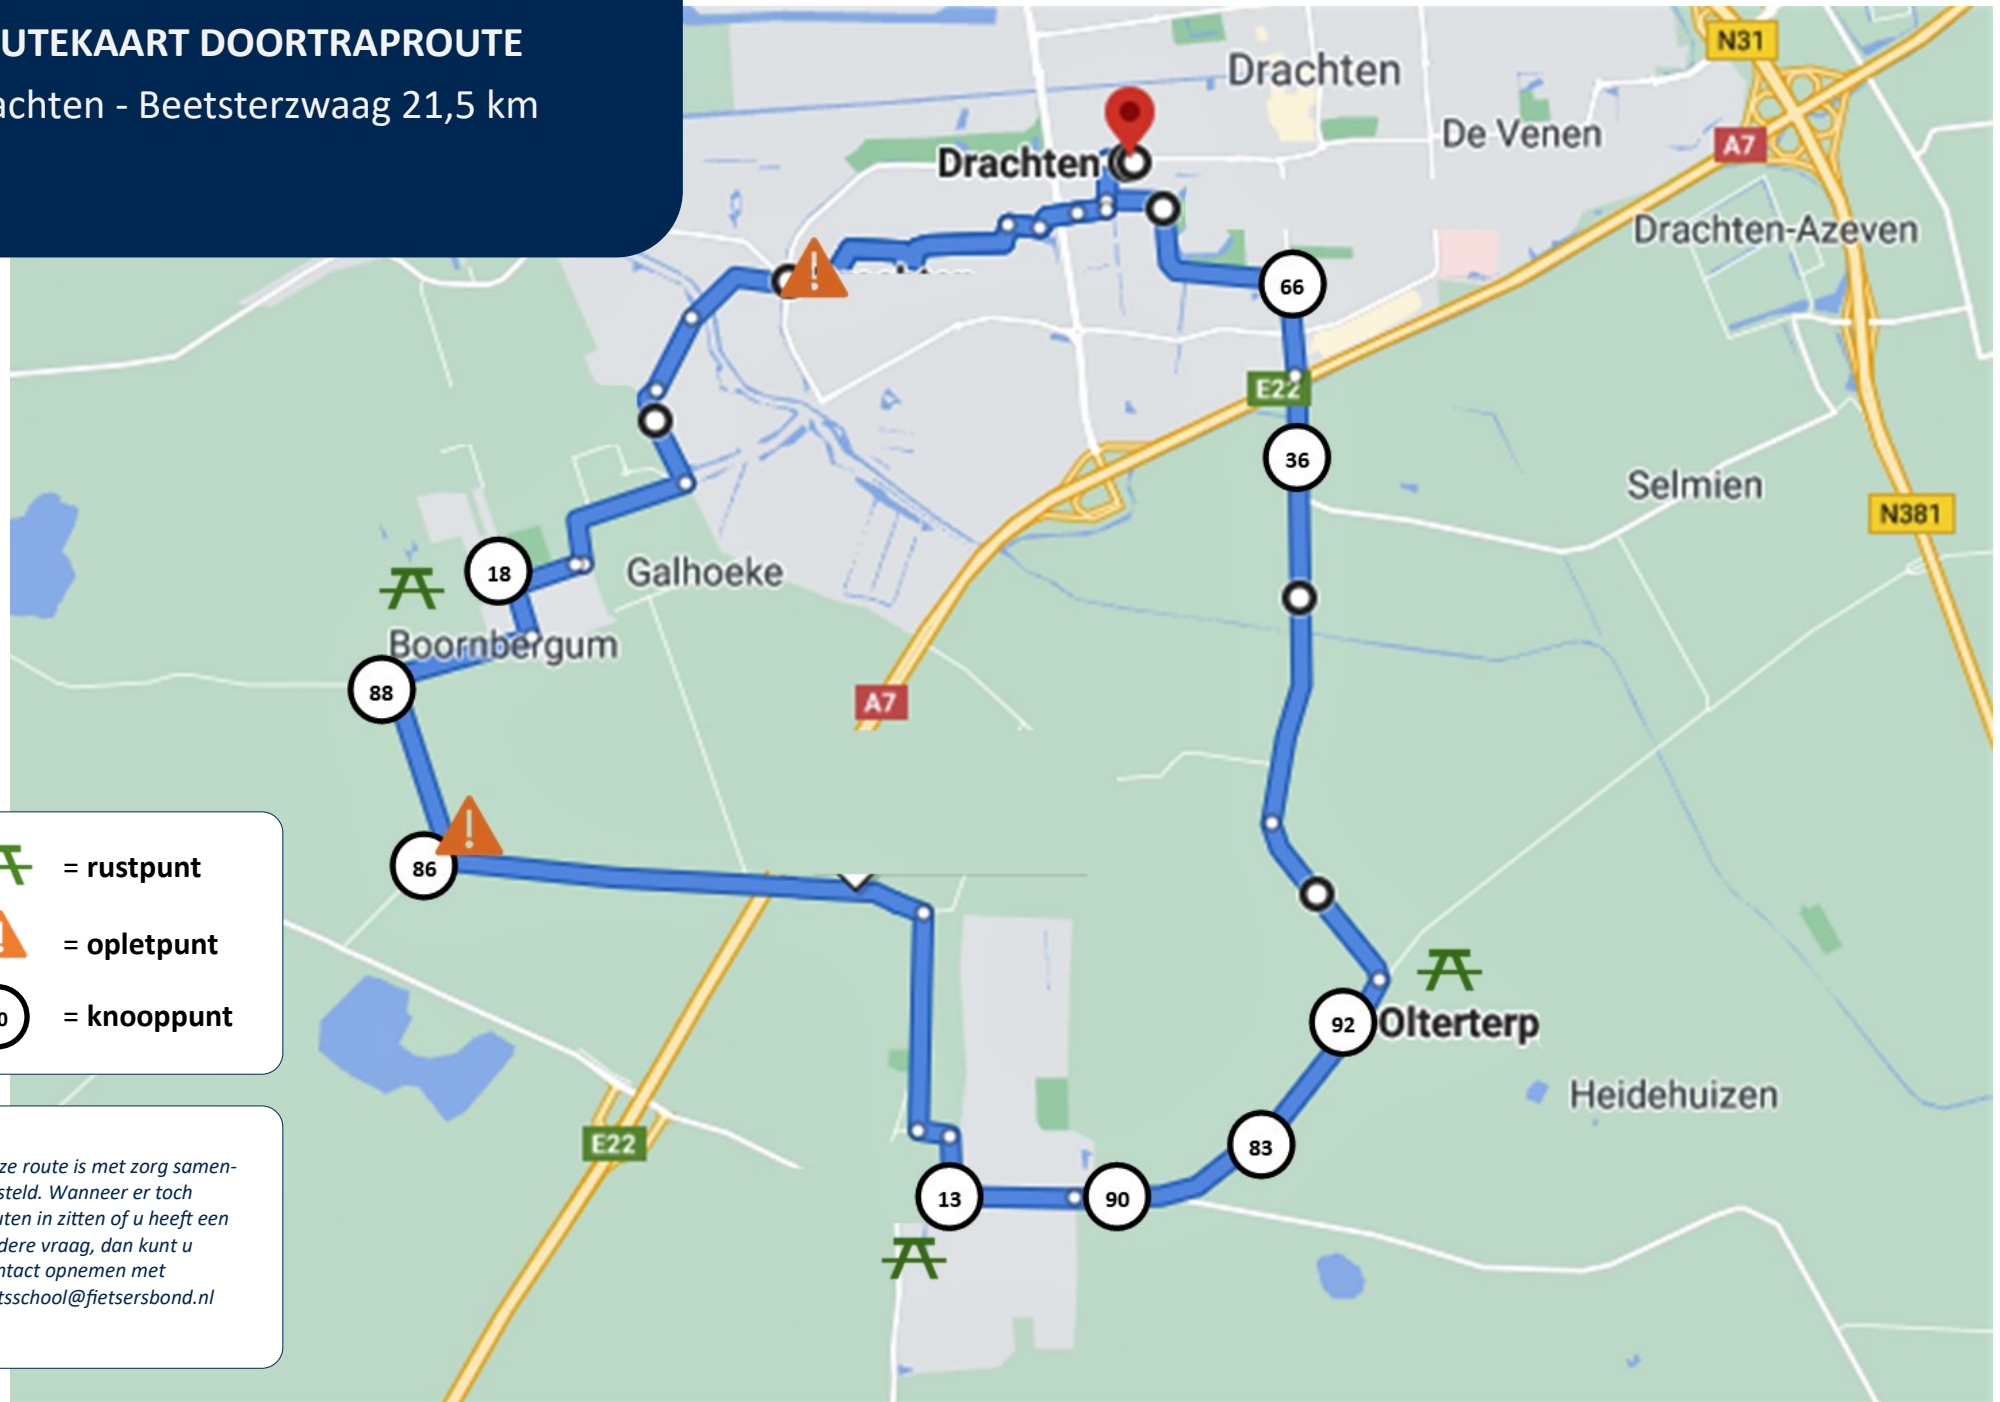 UTEKAART DOORTRAPROUTE
achten - Beetsterzwaag 21,5 km
N31
Drachten
De Venen
A7
Drachten
Drachten-Azeven
66
E22
36
Selmien
N381
18
Galhoeke
Boornbergum
88
A7
86
= rustpunt
= opletpunt
0 = knooppunt
92
Olterterp
Heidehuizen
83
E22
13
90
ze route is met zorg samen-
steld. Wanneer er toch
uten in zitten of u heeft een
dere vraag, dan kunt u
ntact opnemen met
tsschool@fietsersbond.nl